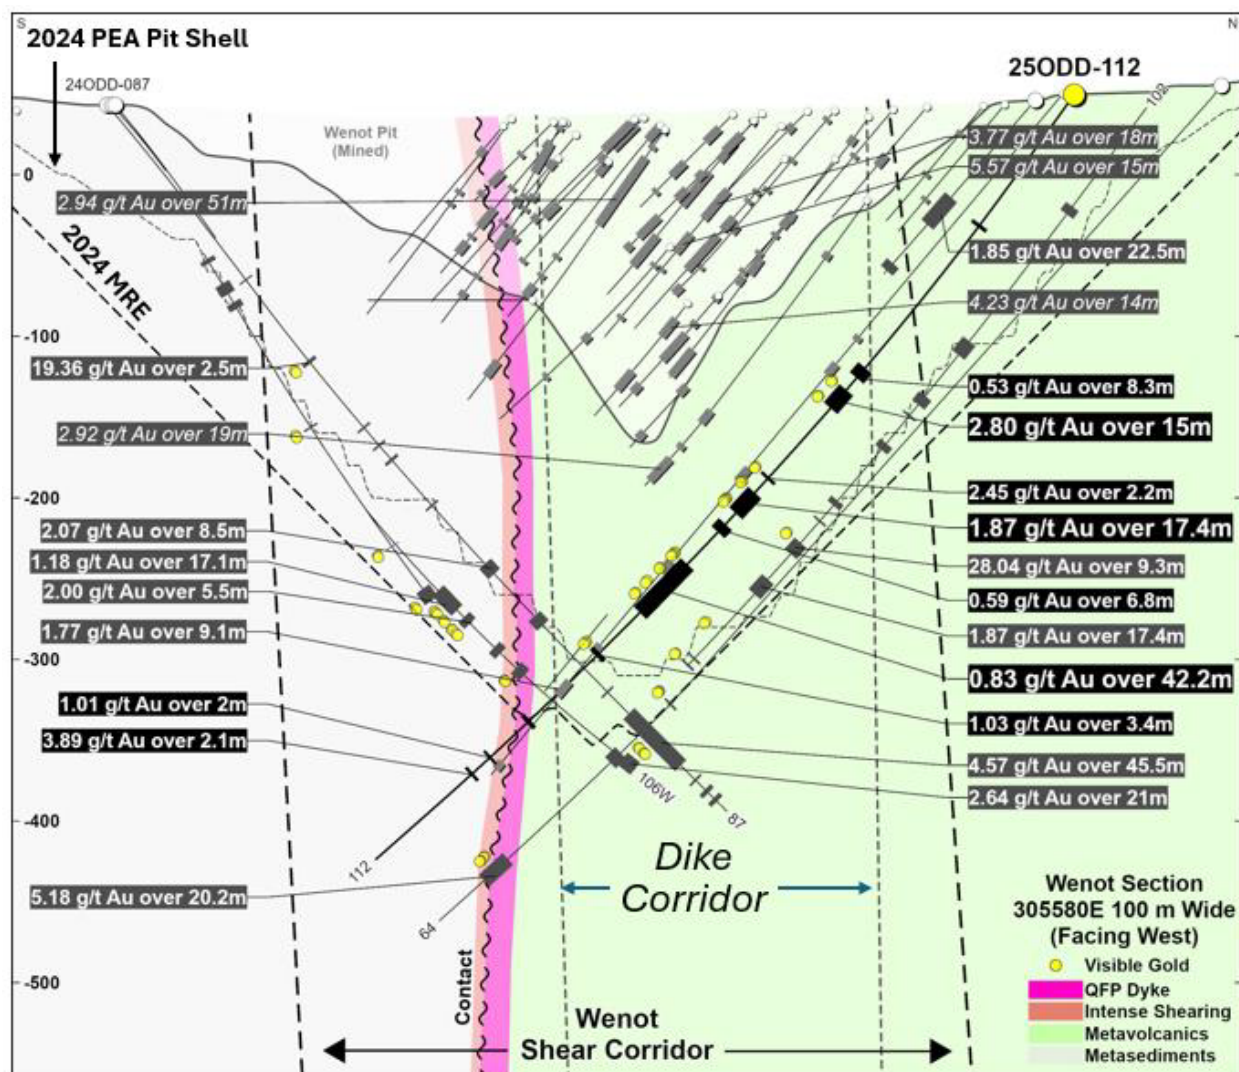 S
N
2024 PEA Pit Shell
24ODD-087
25ODD-112
102
Wenot Pit
(Mined)
3.77 g/t Au over 18m
5.57 g/t Au over 15m
0
2.94 g/t Au over 51m
2024 MRE
1.85 g/t Au over 22.5m
4.23 g/t Au over 14m
-100
19.36 g/t Au over 2.5m
0.53 g/t Au over 8.3m
2.80 g/t Au over 15m
2.92 g/t Au over 19m
-200
2.45 g/t Au over 2.2m
2.07 g/t Au over 8.5m
1.87 g/t Au over 17.4m
1.18 g/t Au over 17.1m
28.04 g/t Au over 9.3m
2.00 g/t Au over 5.5m
0.59 g/t Au over 6.8m
1.77 g/t Au over 9.1m
1.87 g/t Au over 17.4m
-300
0.83 g/t Au over 42.2m
1.01 g/t Au over 2m
1.03 g/t Au over 3.4m
3.89 g/t Au over 2.1m
4.57 g/t Au over 45.5m
2.64 g/t Au over 21m
106W
87
-400
112
Dike
Corridor
5.18 g/t Au over 20.2m
64
Contact
-500
Wenot
Shear Corridor
Wenot Section
305580E 100 m Wide
(Facing West)
Visible Gold
QFP Dyke
Intense Shearing
Metavolcanics
Metasediments